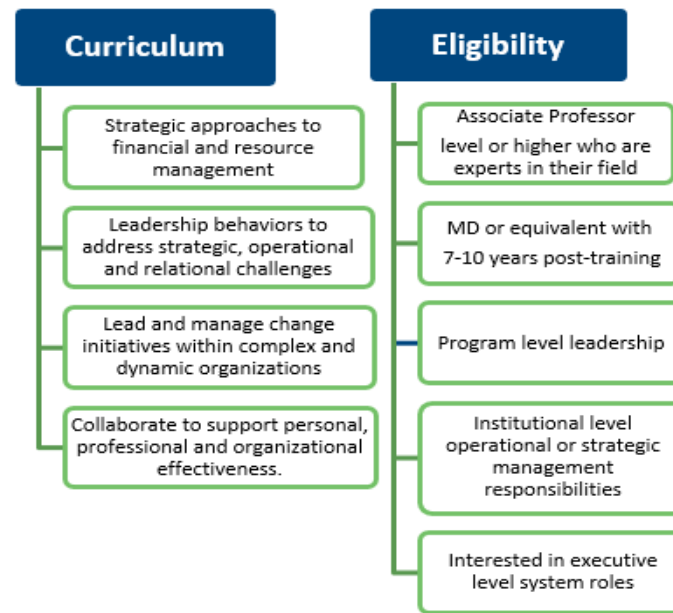 Curriculum
Strategic approaches to
financial and resource
management
Leadership behaviors to
address strategic, operational
and relational challenges
Lead and manage change
initiatives within complex and
dynamic organizations
Collaborate to support personal,
professional and organizational
effectiveness.
Eligibility
Associate Professor
level or higher who are
experts in their field
MD or equivalent with
7-10 years post-training
Program level leadership
Institutional level
operational or strategic
management
responsibilities
Interested in executive
level system roles